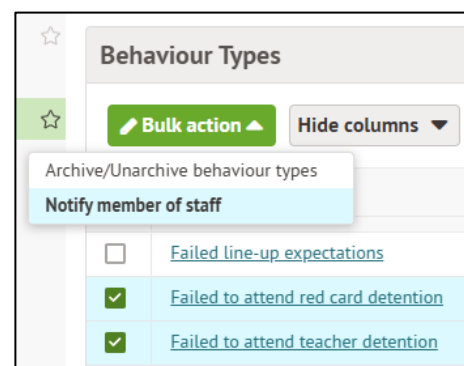 Behaviour Types
Bulk action
Hide columns
Archive/Unarchive behaviour types
Notify member of staff
Failed line-up expectations
Failed to attend red card detention
Failed to attend teacher detention